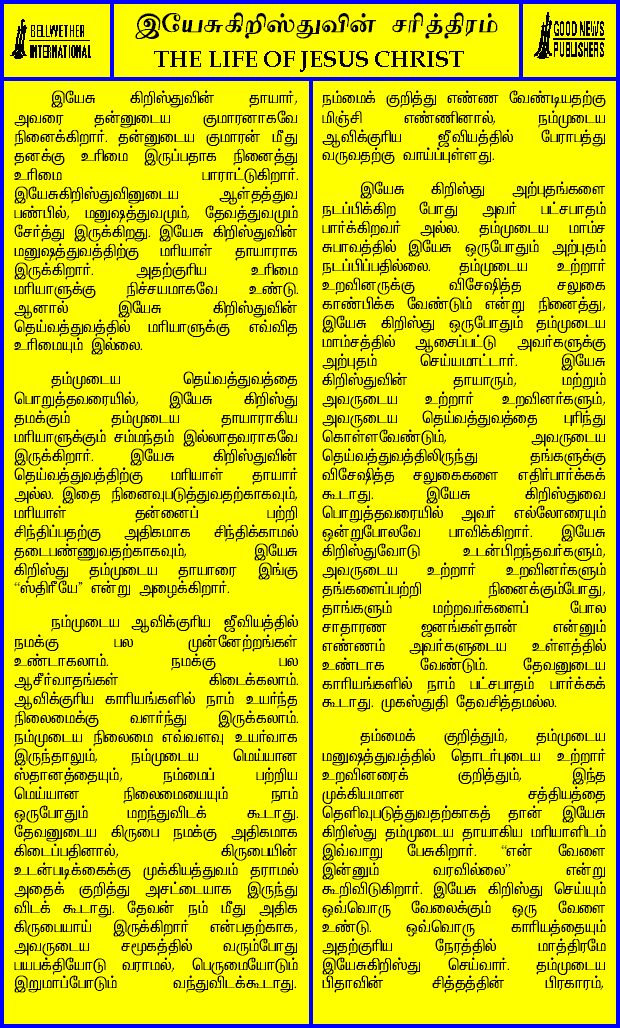 BELLWETHER
INTERNATIONAL
இயேசுகிறிஸ்துவின் சரித்திரம்
THE LIFE OF JESUS CHRIST
GOOD NEWS
PUBLISHERS
இயேசு கிறிஸ்துவின் தாயார்,
அவரை தன்னுடைய குமாரனாகவே
நினைக்கிறார். தன்னுடைய குமாரன் மீது
தனக்கு உரிமை இருப்பதாக நினைத்து
உரிமை பாராட்டுகிறார்.
இயேசுகிறிஸ்துவினுடைய ஆள்தத்துவ
பண்பில், மனுஷத்துவமும், தேவத்துவமும்
சேர்த்து இருக்கிறது. இயேசு கிறிஸ்துவின்
மனுஷத்துவத்திற்கு மரியாள் தாயாராக
இருக்கிறார். அதற்குரிய உரிமை
மரியாளுக்கு நிச்சயமாகவே உண்டு.
ஆனால் இயேசு கிறிஸ்துவின்
தெய்வத்துவத்தில் மரியாளுக்கு எவ்வித
உரிமையும் இல்லை.
தம்முடைய தெய்வத்துவத்தை
பொறுத்தவரையில், இயேசு கிறிஸ்து
தமக்கும் தம்முடைய தாயாராகிய
மரியாளுக்கும் சம்மந்தம் இல்லாதவராகவே
இருக்கிறார். இயேசு கிறிஸ்துவின்
தெய்வத்துவத்திற்கு மரியாள் தாயார்
அல்ல. இதை நினைவுபடுத்துவதற்காகவும்,
மரியாள் தன்னைப் பற்றி
சிந்திப்பதற்கு அதிகமாக சிந்திக்காமல்
தடைபண்ணுவதற்காகவும், இயேசு
கிறிஸ்து தம்முடைய தாயாரை இங்கு
“ஸ்திரீயே” என்று அழைக்கிறார்.
நம்முடைய ஆவிக்குரிய ஜீவியத்தில்
நமக்கு பல முன்னேற்றங்கள்
உண்டாகலாம். நமக்கு பல
ஆசீர்வாதங்கள் கிடைக்கலாம்.
ஆவிக்குரிய காரியங்களில் நாம் உயர்ந்த
நிலைமைக்கு வளர்ந்து இருக்கலாம்.
நம்முடைய நிலைமை எவ்வளவு உயர்வாக
இருந்தாலும், நம்முடைய மெய்யான
ஸ்தானத்தையும், நம்மைப் பற்றிய
மெய்யான நிலைமையையும் நாம்
ஒருபோதும் மறந்துவிடக் கூடாது.
தேவனுடைய கிருபை நமக்கு அதிகமாக
கிடைப்பதினால், கிருபையின்
உடன்படிக்கைக்கு முக்கியத்துவம் தராமல்
அதைக் குறித்து அசட்டையாக இருந்து
விடக் கூடாது. தேவன் நம் மீது அதிக
கிருபையாய் இருக்கிறார் என்பதற்காக,
அவருடைய சமூகத்தில் வரும்போது
பயபக்தியோடு வராமல், பெருமையோடும்
இறுமாப்போடும் வந்துவிடக்கூடாது.
நம்மைக் குறித்து எண்ண வேண்டியதற்கு
மிஞ்சி எண்ணினால், நம்முடைய
ஆவிக்குரிய ஜீவியத்தில் பேராபத்து
வருவதற்கு வாய்ப்புள்ளது.
இயேசு கிறிஸ்து அற்புதங்களை
நடப்பிக்கிற போது அவர் பட்சபாதம்
பார்க்கிறவர் அல்ல. தம்முடைய மாம்ச
சுபாவத்தில் இயேசு ஒருபோதும் அற்புதம்
நடப்பிப்பதில்லை. தம்முடைய உற்றார்
உறவினருக்கு விசேஷித்த சலுகை
காண்பிக்க வேண்டும் என்று நினைத்து,
இயேசு கிறிஸ்து ஒருபோதும் தம்முடைய
மாம்சத்தில் ஆசைப்பட்டு அவர்களுக்கு
அற்புதம் செய்யமாட்டார். இயேசு
கிறிஸ்துவின் தாயாரும், மற்றும்
அவருடைய உற்றார் உறவினர்களும்,
அவருடைய தெய்வத்துவத்தை புரிந்து
கொள்ளவேண்டும், அவருடைய
தெய்வத்துவத்திலிருந்து தங்களுக்கு
விசேஷித்த சலுகைகளை எதிர்பார்க்கக்
கூடாது. இயேசு கிறிஸ்துவை
பொறுத்தவரையில் அவர் எல்லோரையும்
ஒன்றுபோலவே பாவிக்கிறார். இயேசு
கிறிஸ்துவோடு உடன்பிறந்தவர்களும்,
அவருடைய உற்றார் உறவினர்களும்
தங்களைப்பற்றி நினைக்கும்போது,
தாங்களும் மற்றவர்களைப் போல
சாதாரண ஜனங்கள்தான் என்னும்
எண்ணம் அவர்களுடைய உள்ளத்தில்
உண்டாக வேண்டும். தேவனுடைய
காரியங்களில் நாம் பட்சபாதம் பார்க்கக்
கூடாது. முகஸ்துதி தேவசித்தமல்ல.
தம்மைக் குறித்தும், தம்முடைய
மனுஷத்துவத்தில் தொடர்புடைய உற்றார்
உறவினரைக் குறித்தும், இந்த
முக்கியமான சத்தியத்தை
தெளிவுபடுத்துவதற்காகத் தான் இயேசு
கிறிஸ்து தம்முடைய தாயாகிய மரியாளிடம்
இவ்வாறு பேசுகிறார். “என் வேளை
இன்னும் வரவில்லை” என்று
கூறிவிடுகிறார். இயேசு கிறிஸ்து செய்யும்
ஒவ்வொரு வேலைக்கும் ஒரு வேளை
உண்டு. ஒவ்வொரு காரியத்தையும்
அதற்குரிய நேரத்தில் மாத்திரமே
இயேசுகிறிஸ்து செய்வார். தம்முடைய
பிதாவின் சித்தத்தின் பிரகாரம்,